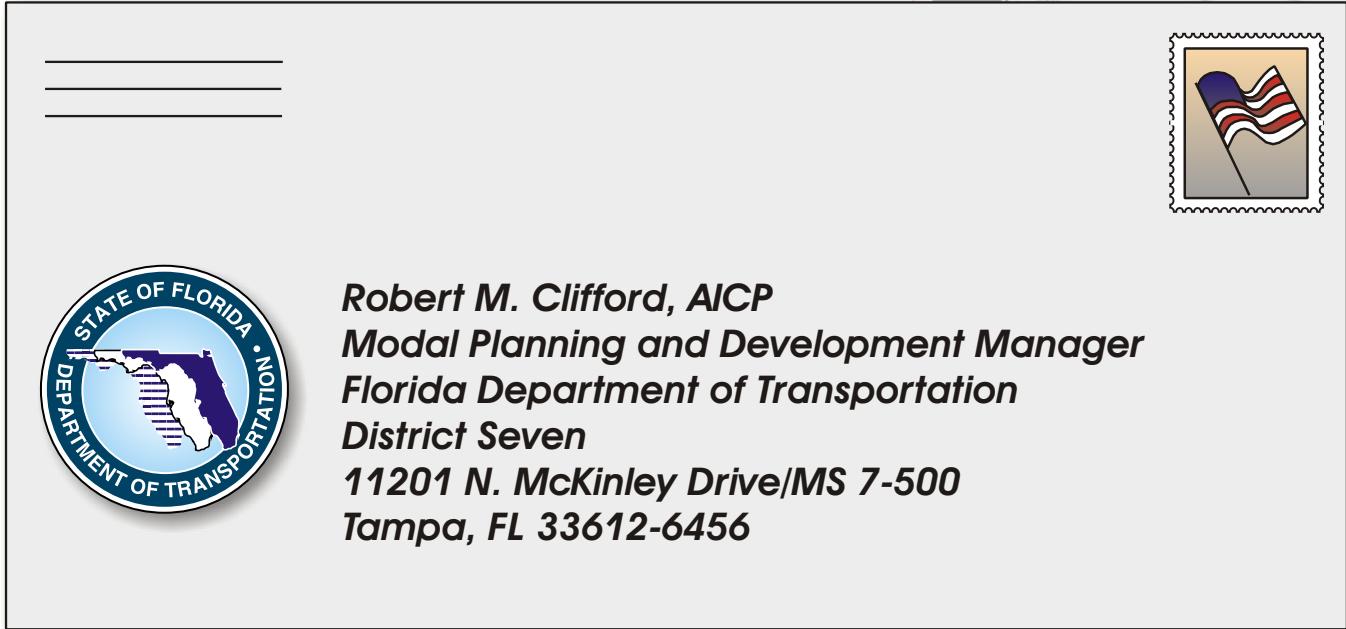 STATE OF FLORIDA • DEPARTMENT OF TRANSPORTATION
Robert M. Clifford, AICP
Modal Planning and Development Manager
Florida Department of Transportation
District Seven
11201 N. McKinley Drive/MS 7-500
Tampa, FL 33612-6456